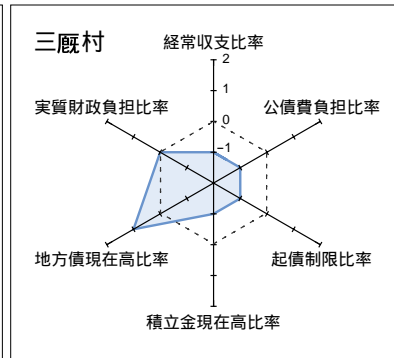 三厩村
経常収支比率
2
1
実質財政負担比率
公債費負担比率
0
−1
地方債現在高比率
起債制限比率
積立金現在高比率